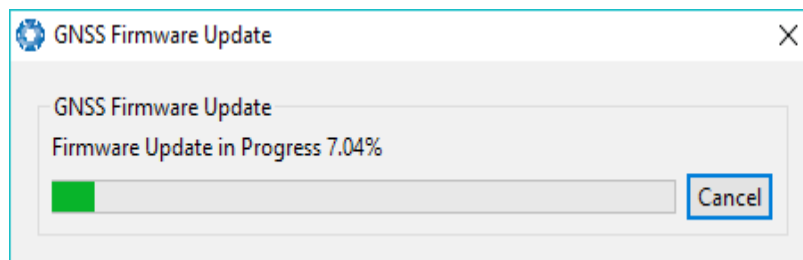 GNSS Firmware Update
GNSS Firmware Update
Firmware Update in Progress 7.04%
Cancel